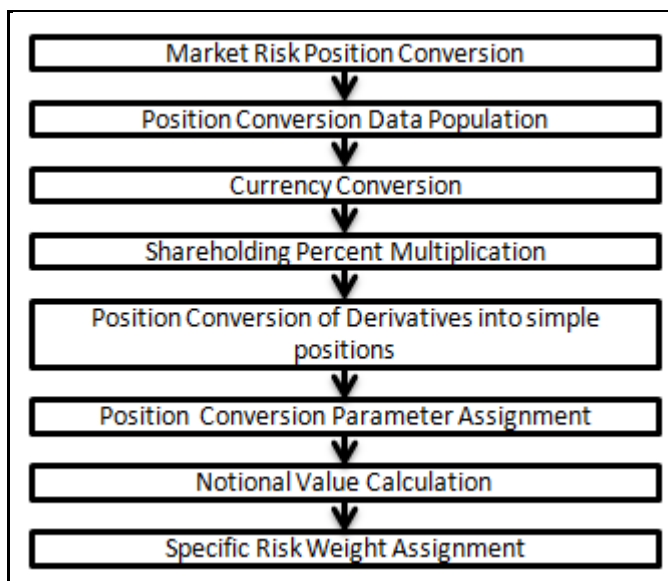 Market Risk Position Conversion
Position Conversion Data Population
Currency Conversion
Shareholding Percent Multiplication
Position Conversion of Derivatives into simple
positions
Position Conversion Parameter Assignment
Notional Value Calculation
Specific Risk Weight Assignment